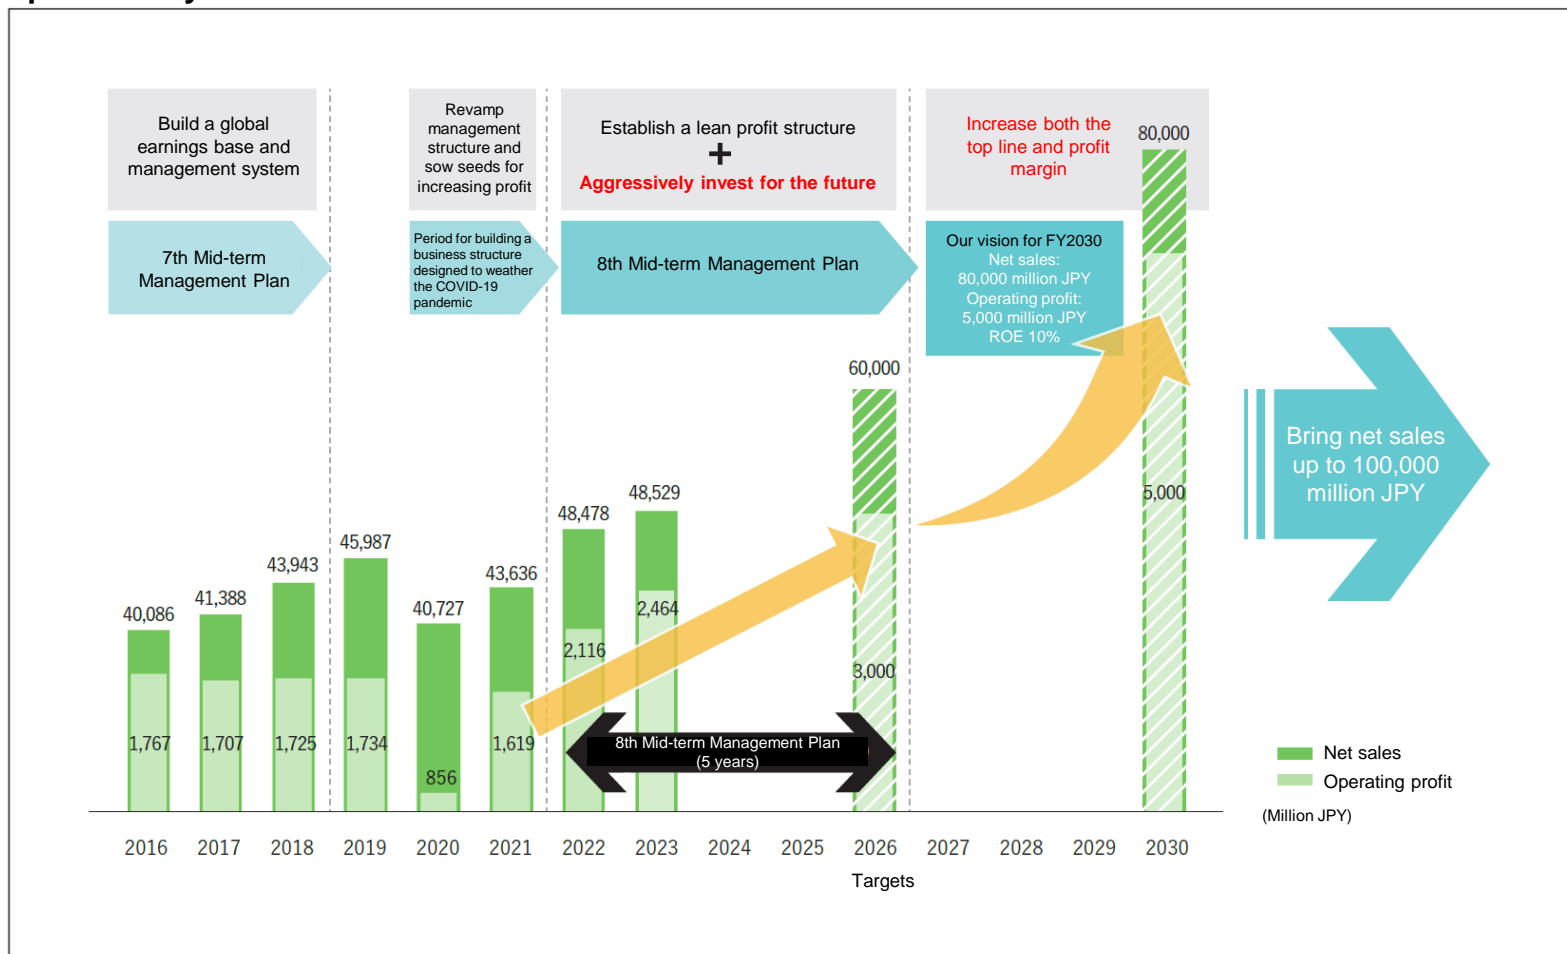 Build a global
earnings base and
management system
Revamp
management
structure and
sow seeds for
increasing profit
Establish a lean profit structure
+
Aggressively invest for the future
Increase both the
top line and profit
margin
7th Mid-term
Management Plan
Period for building a
business structure
designed to weather
the COVID-19
pandemic
8th Mid-term Management Plan
Our vision for FY2030
Net sales:
80,000 million JPY
Operating profit:
5,000 million JPY
ROE 10%
80,000
60,000
48,529
48,478
45,987
43,943
43,636
41,388
40,727
40,086
5,000
3,000
2,464
2,116
1,767
1,707
1,725
1,734
856
1,619
8th Mid-term Management Plan
(5 years)
Bring net sales
up to 100,000
million JPY
Net sales
Operating profit
(Million JPY)
2016 2017 2018 2019 2020 2021 2022 2023 2024 2025 2026 2027 2028 2029 2030
Targets